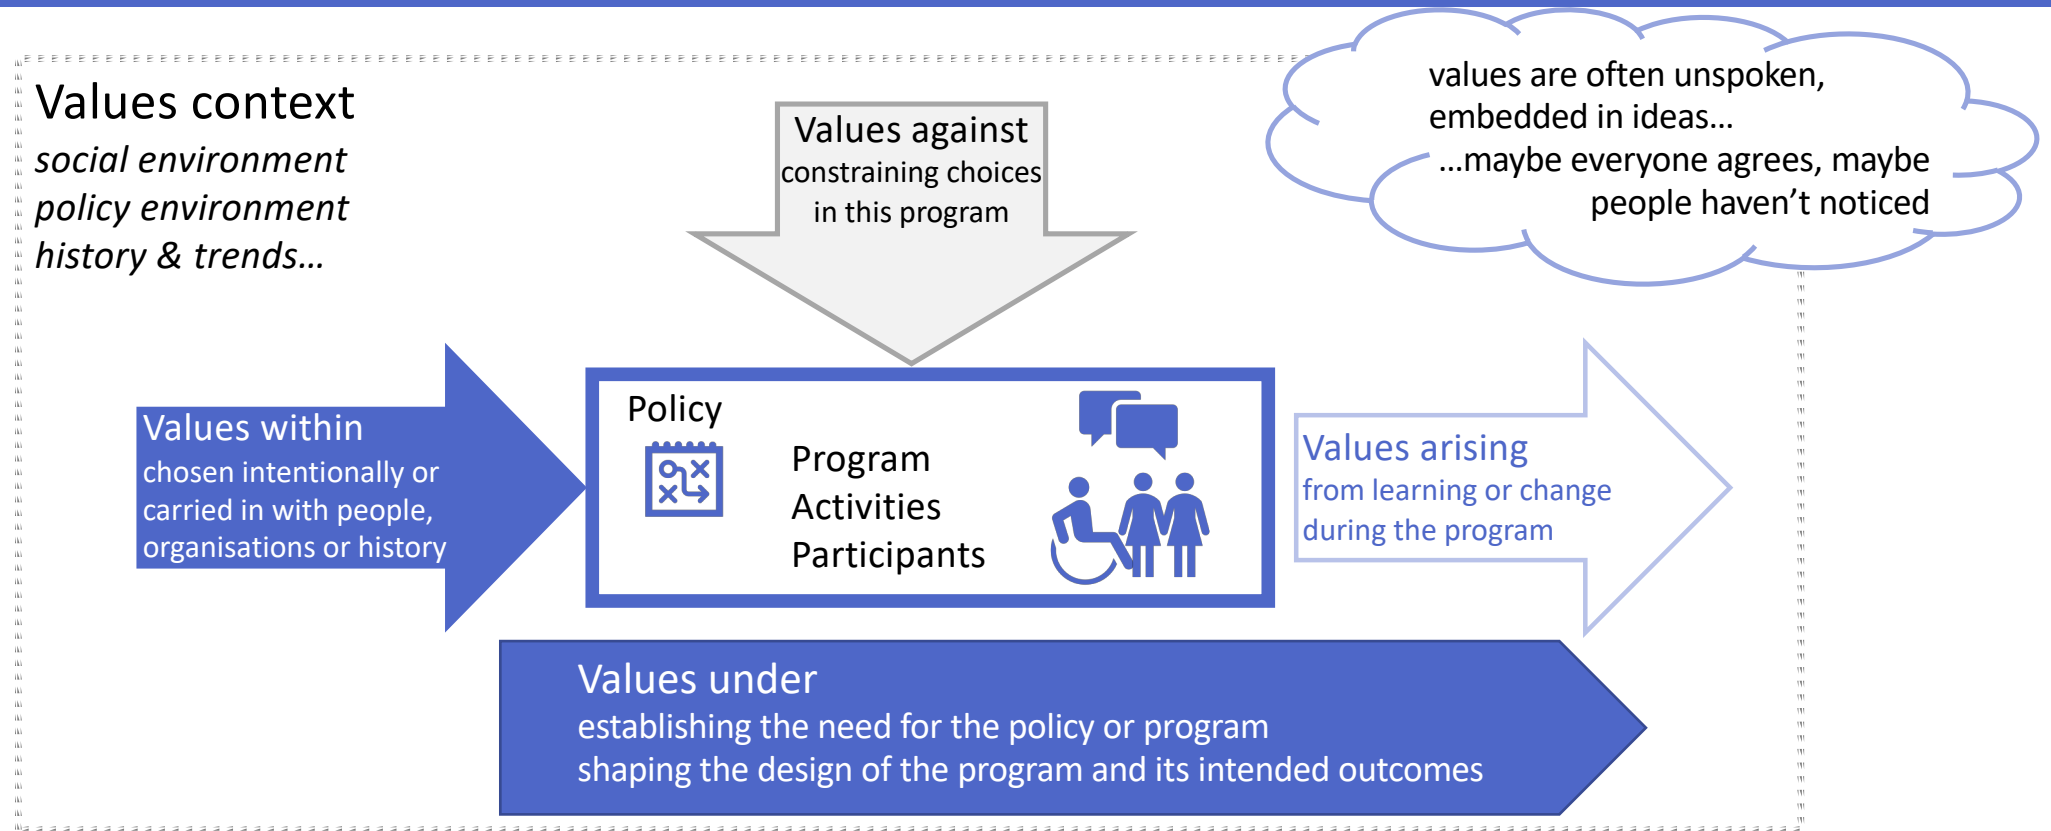 Values context
social environment
policy environment
history & trends…
Values against
constraining choices
in this program
values are often unspoken,
embedded in ideas…
…maybe everyone agrees, maybe
people haven’t noticed
Values within
chosen intentionally or
carried in with people,
organisations or history
Policy
Program
Activities
Participants
Values arising
from learning or change
during the program
Values under
establishing the need for the policy or program
shaping the design of the program and its intended outcomes